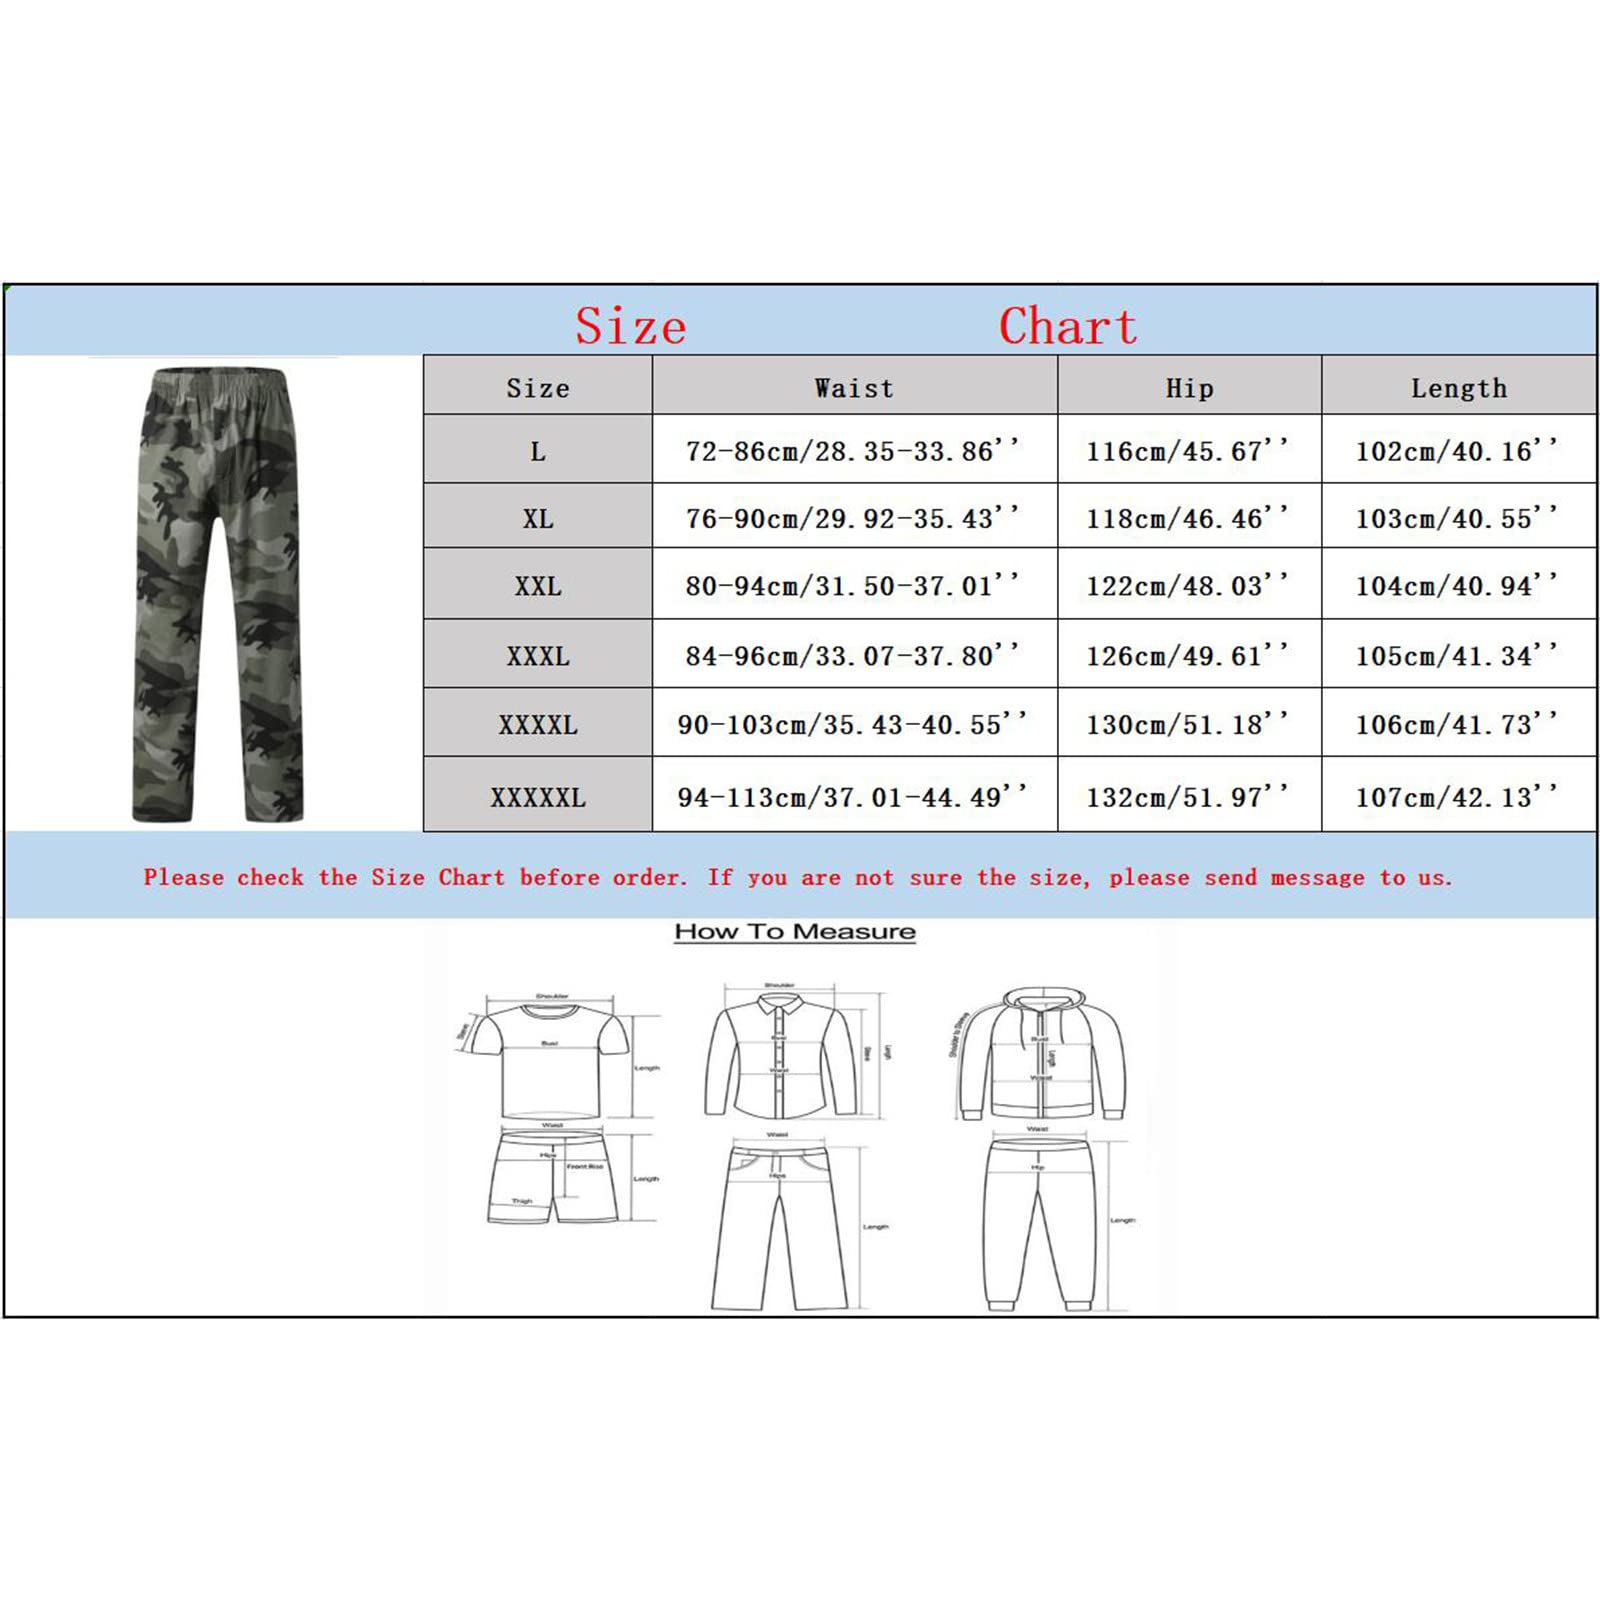 Size Chart
Size Waist Hip Length
L 72-86cm/28.35-33.86'' 116cm/45.67'' 102cm/40.16''
XL 76-90cm/29.92-35.43'' 118cm/46.46'' 103cm/40.55''
XXL 80-94cm/31.50-37.01'' 122cm/48.03'' 104cm/40.94''
XXXL 84-96cm/33.07-37.80'' 126cm/49.61'' 105cm/41.34''
XXXXL 90-103cm/35.43-40.55'' 130cm/51.18'' 106cm/41.73''
XXXXXL 94-113cm/37.01-44.49'' 132cm/51.97'' 107cm/42.13''
Please check the Size Chart before order. If you are not sure the size, please send message to us.
How To Measure
Shoulder
Sleeve
Bust
Length
Waist
Hips
Front Rise
Length
Thigh
Shoulder
Bust
Waist
Sleeve
Length
Waist
Hips
Length
Shoulder to Sleeve
Bust
Length
Waist
Waist
Hip
Length